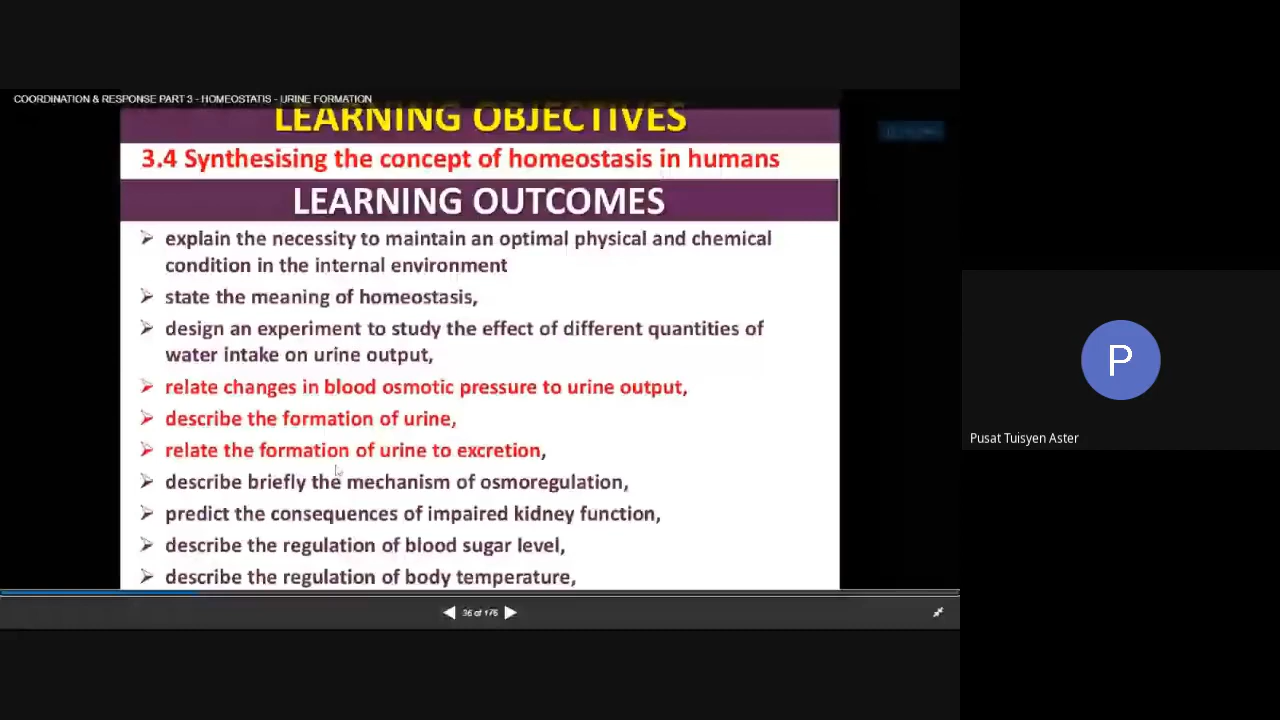 COORDINATION & RESPONSE PART 3 - HOMEOSTATIS - URINE FORMATION
LEARNING OBJECTIVES
3.4 Synthesising the concept of homeostasis in humans
LEARNING OUTCOMES
➢ explain the necessity to maintain an optimal physical and chemical
condition in the internal environment
➢ state the meaning of homeostasis,
➢ design an experiment to study the effect of different quantities of
water intake on urine output,
➢ relate changes in blood osmotic pressure to urine output,
➢ describe the formation of urine,
➢ relate the formation of urine to excretion,
➢ describe briefly the mechanism of osmoregulation,
➢ predict the consequences of impaired kidney function,
➢ describe the regulation of blood sugar level,
➢ describe the regulation of body temperature,
36 of 175
P
Pusat Tuisyen Aster